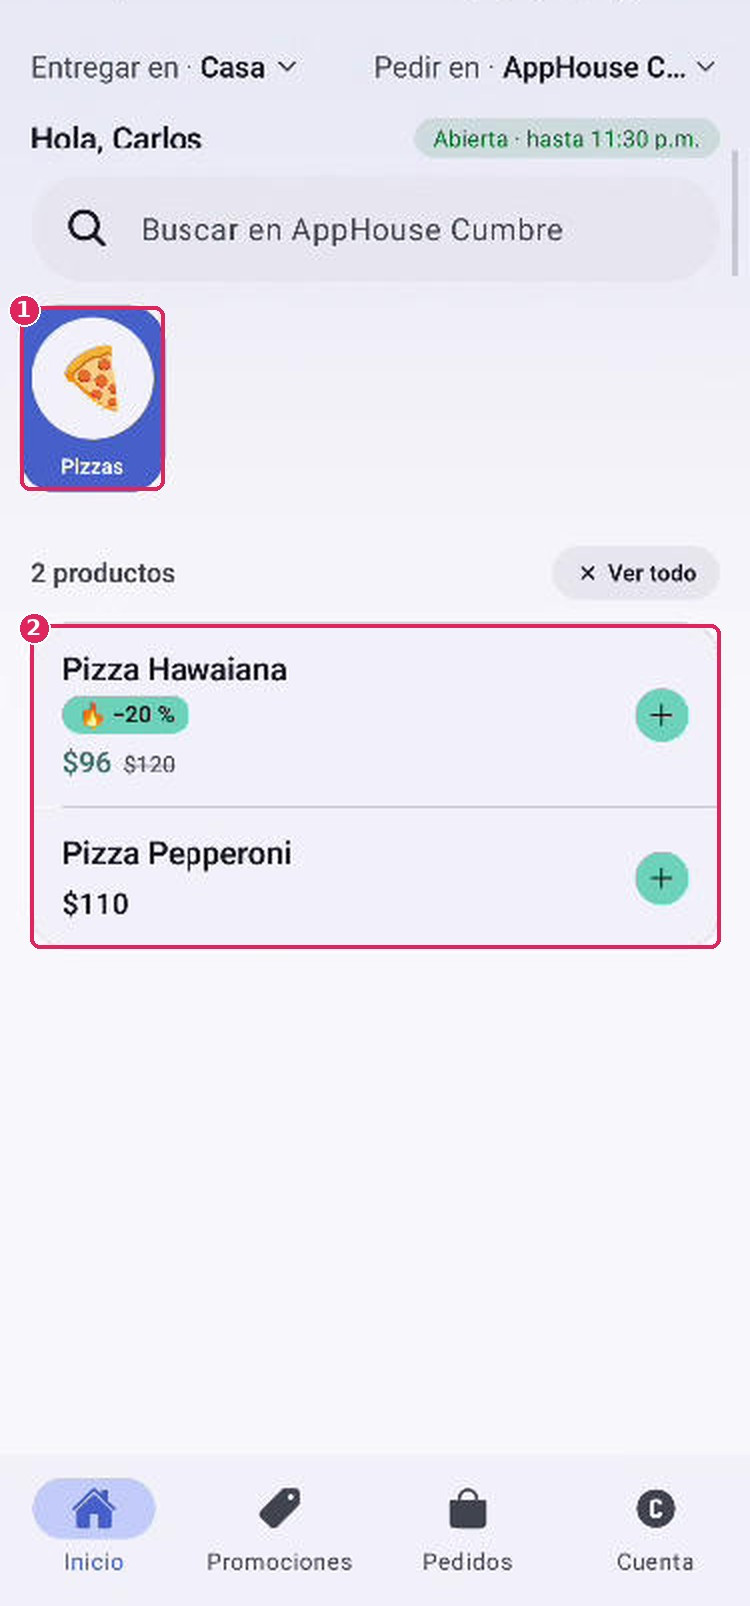 Entregar en · Casa
Pedir en · AppHouse C...
Hola, Carlos
Abierta · hasta 11:30 p.m.
Buscar en AppHouse Cumbre
1
Pizzas
2 productos
× Ver todo
2
Pizza Hawaiana
-20 %
$96 $120
Pizza Pepperoni
$110
Inicio
Promociones
Pedidos
C
Cuenta